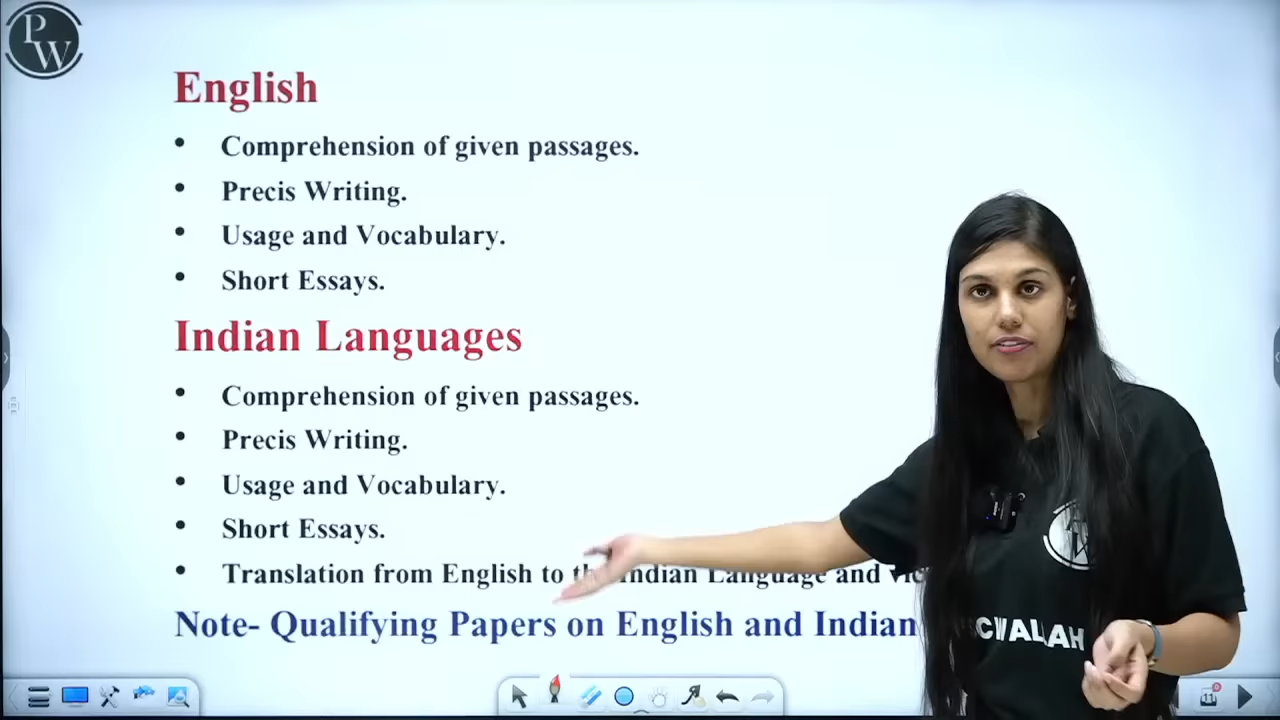 PW
English
• Comprehension of given passages.
• Precis Writing.
• Usage and Vocabulary.
• Short Essays.
Indian Languages
• Comprehension of given passages.
• Precis Writing.
• Usage and Vocabulary.
• Short Essays.
• Translation from English to Indian Language and
Note- Qualifying Papers on English and Indian
11